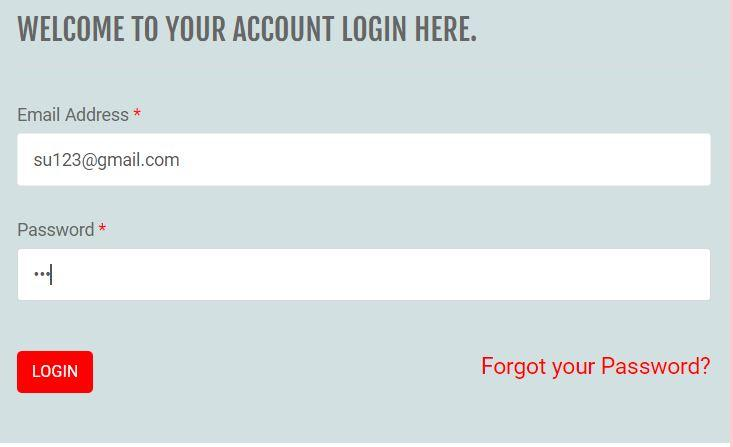 WELCOME TO YOUR ACCOUNT LOGIN HERE.
Email Address *
su123@gmail.com
Password *
•••
LOGIN
Forgot your Password?